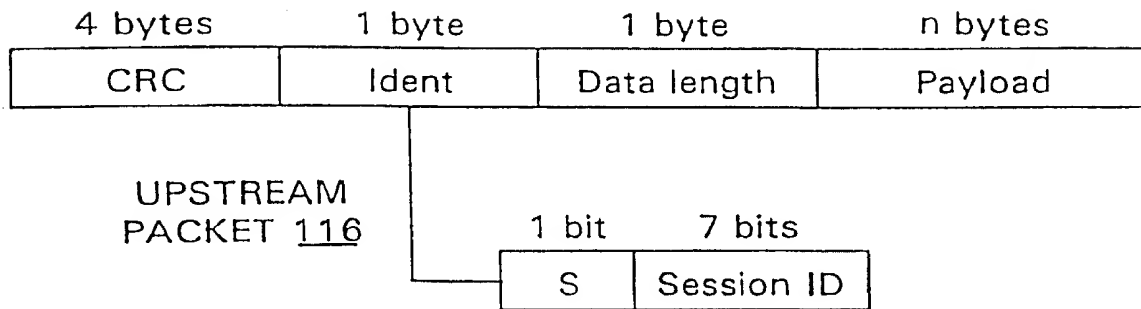 4 bytes 1 byte 1 byte n bytes
CRC Ident Data length Payload
UPSTREAM
PACKET 116
1 bit 7 bits
S Session ID